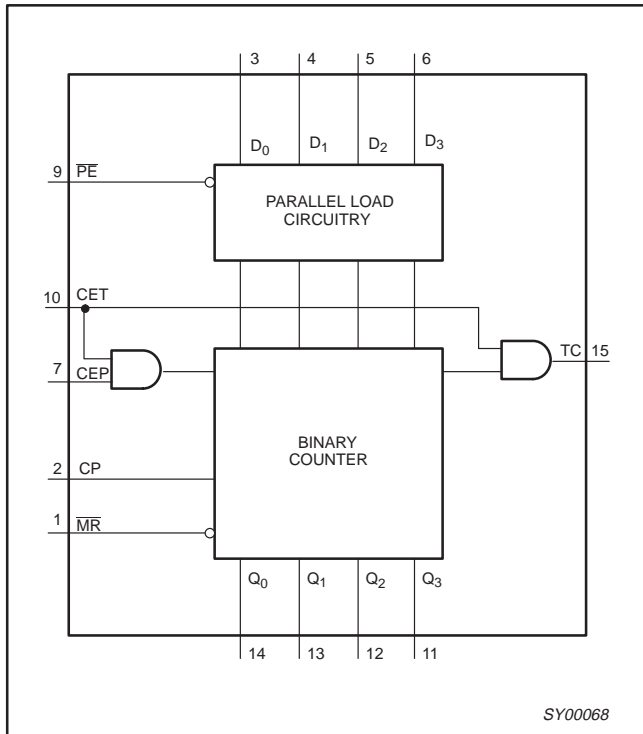 3 4 5 6
D0 D1 D2 D3
9 PE
PARALLEL LOAD
CIRCUITRY
10 CET
TC 15
7 CEP
BINARY
COUNTER
2 CP
1 MR
Q0 Q1 Q2 Q3
14 13 12 11
SY00068